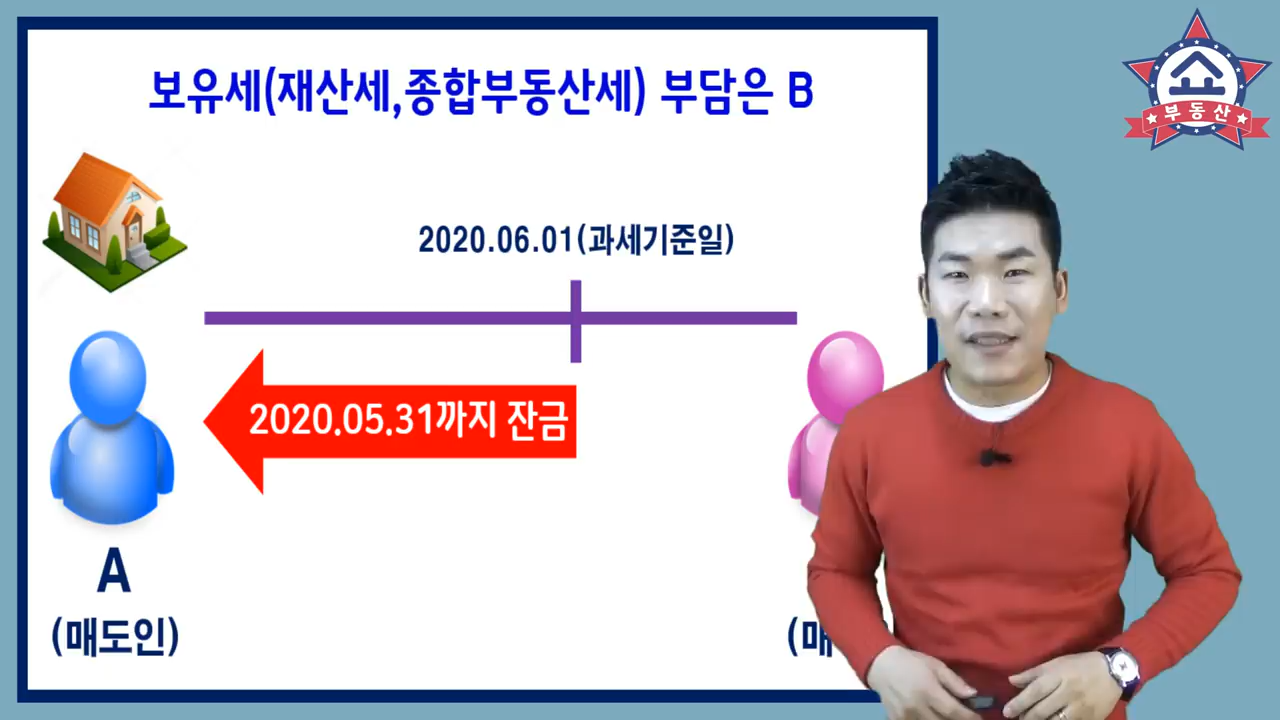 보유세(재산세,종합부동산세) 부담은 B
부동산
2020.06.01(과세기준일)
2020.05.31까지 잔금
A
(매도인)
(매